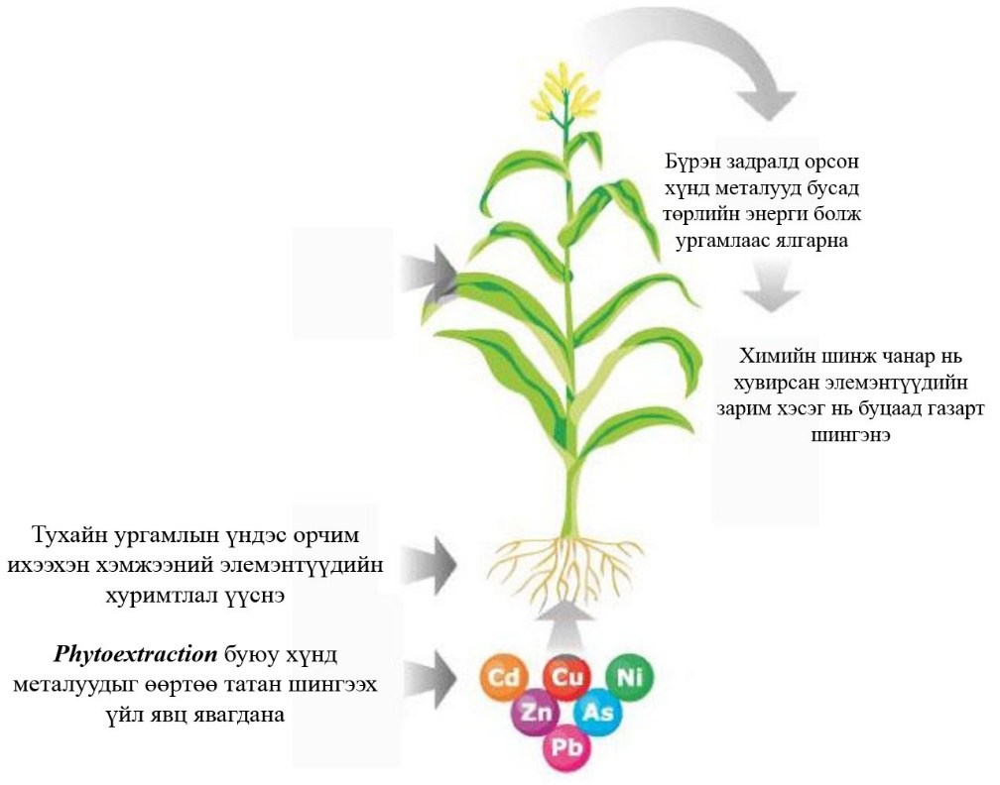 Бүрэн задралд орсон
хүнд металууд бусад
төрлийн энерги болж
ургамлаас ялгарна
Химийн шинж чанар нь
хувирсан элемэнтүүдийн
зарим хэсэг нь буцаад газарт
шингэнэ
Тухайн ургамлын үндэс орчим
ихээхэн хэмжээний элемэнтүүдийн
хуримтлал үүснэ
Phytoextraction буюу хүнд
металуудыг өөртөө татан шингээх
үйл явц явагдана
Cd Cu Ni
Zn As
Pb